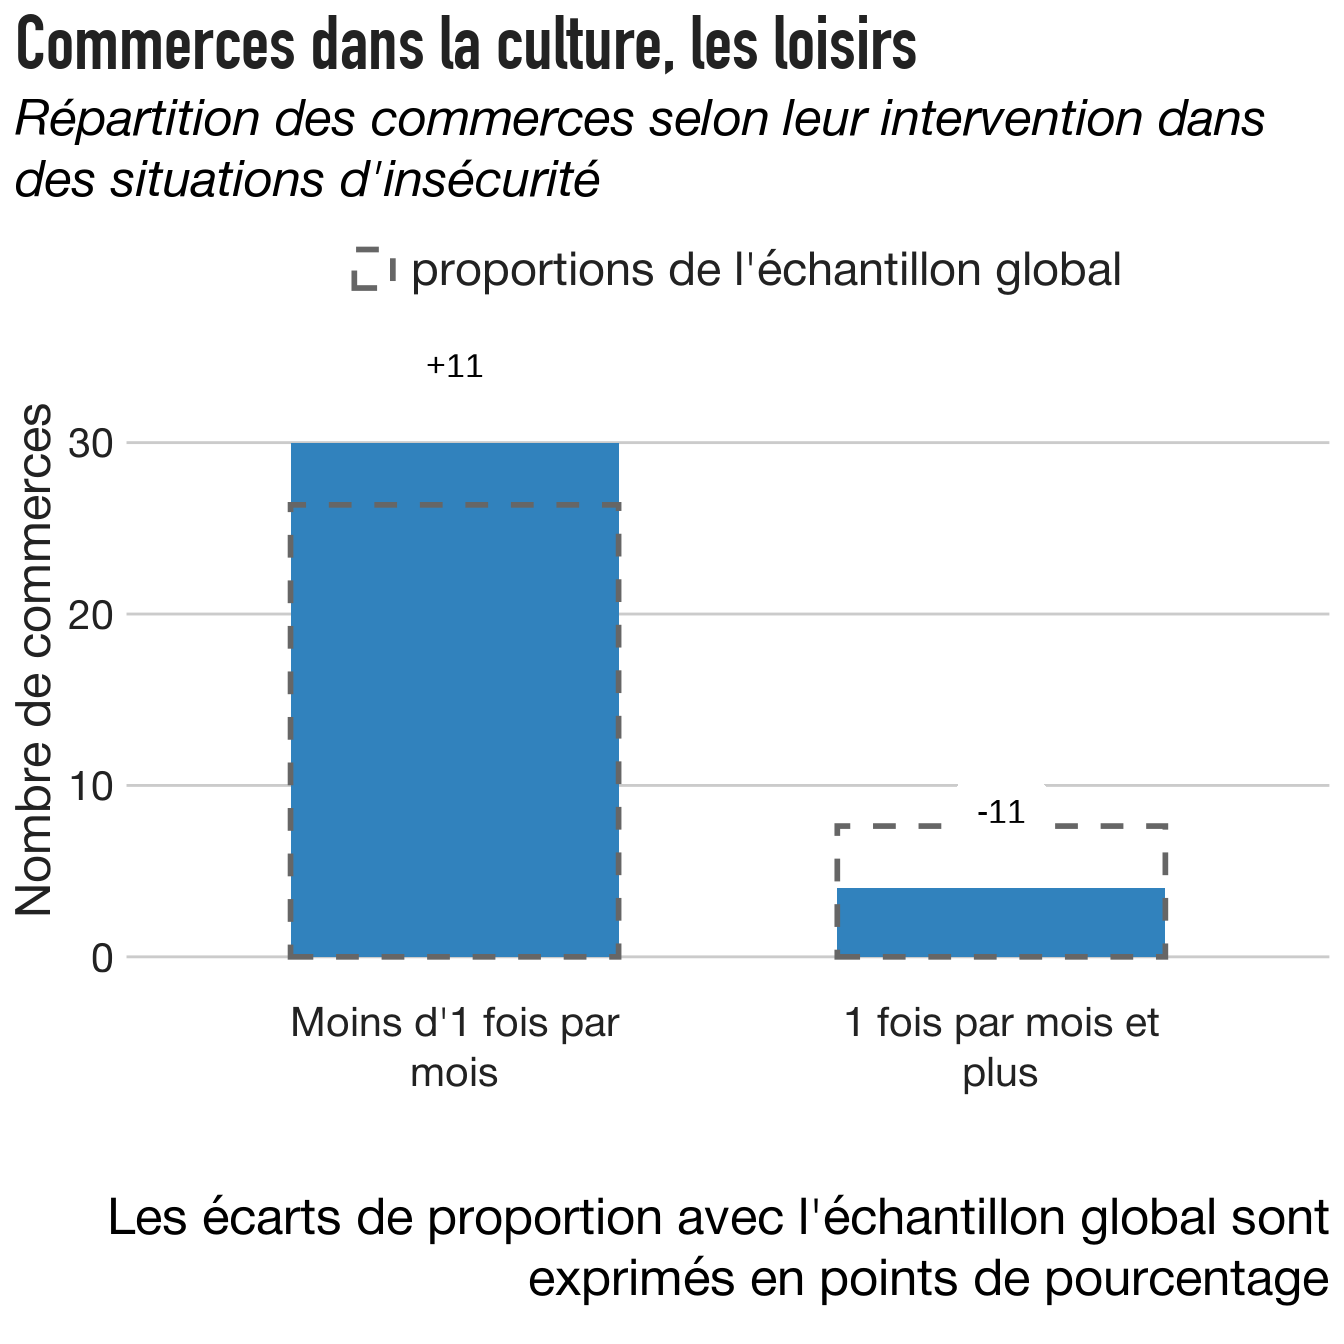 Commerces dans la culture, les loisirs
Répartition des commerces selon leur intervention dans
des situations d'insécurité
proportions de l'échantillon global
+11
Nombre de commerces
30
20
10
-11
0
Moins d'1 fois par
mois
1 fois par mois et
plus
Les écarts de proportion avec l'échantillon global sont
exprimés en points de pourcentage